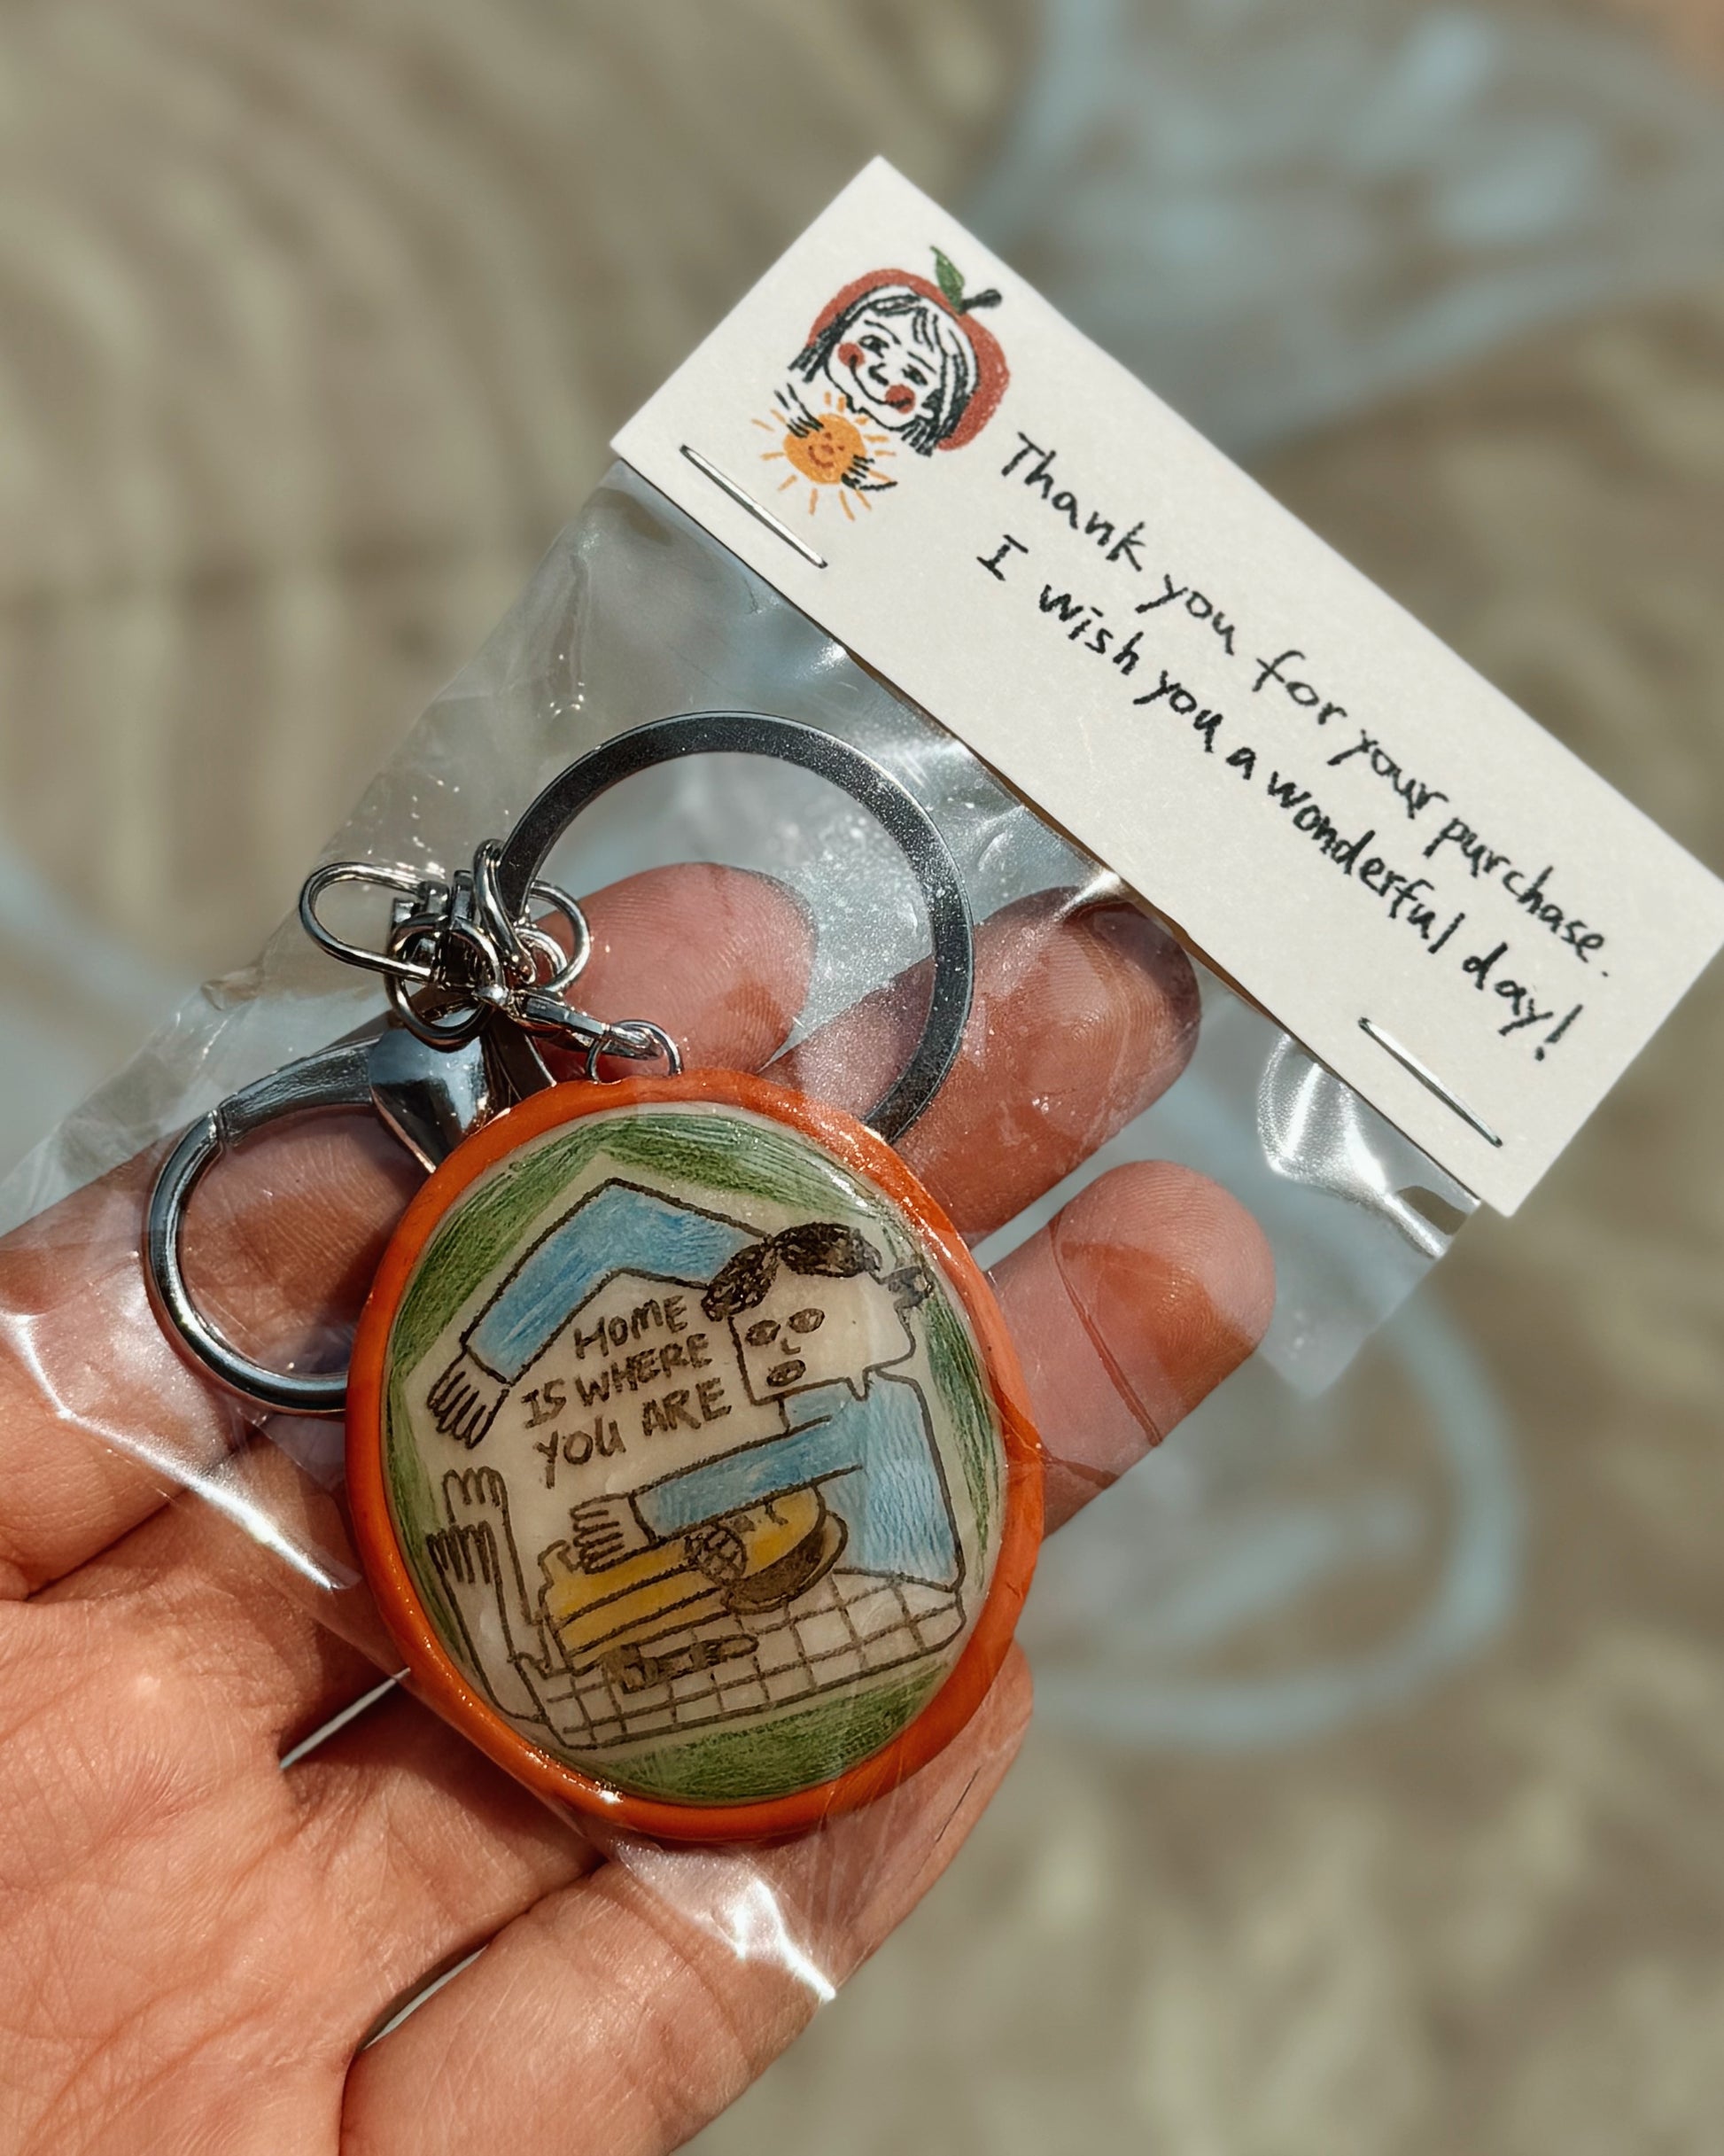 Thank you for your purchase.
I wish you a wonderful day!
HOME
IS WHERE
YOU ARE